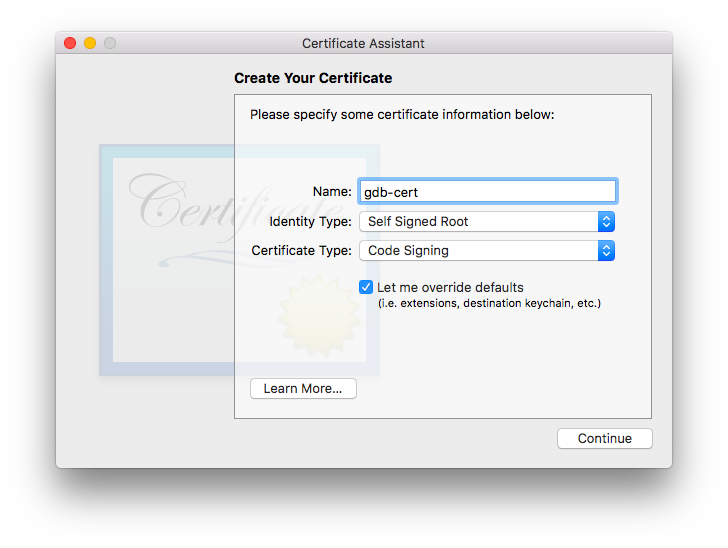 Certificate Assistant
Create Your Certificate
Please specify some certificate information below:
Certificate
Name: gdb-cert
Identity Type: Self Signed Root
Certificate Type: Code Signing
Let me override defaults
(i.e. extensions, destination keychain, etc.)
Learn More...
Continue